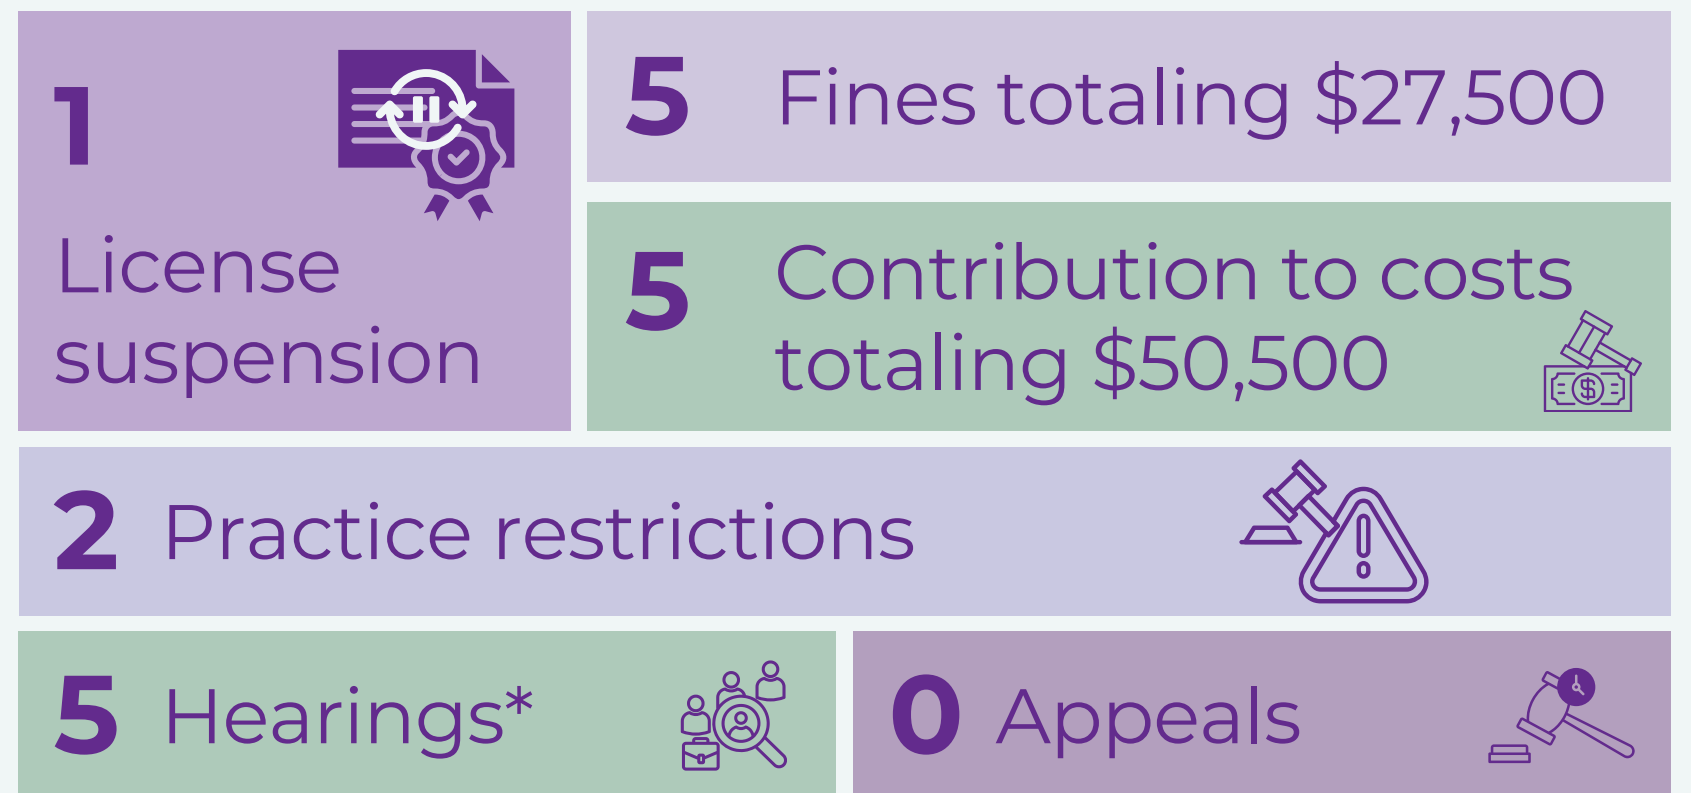 1
License
suspension
5 Fines totaling $27,500
5 Contribution to costs
totaling $50,500
2 Practice restrictions
5 Hearings*
0 Appeals